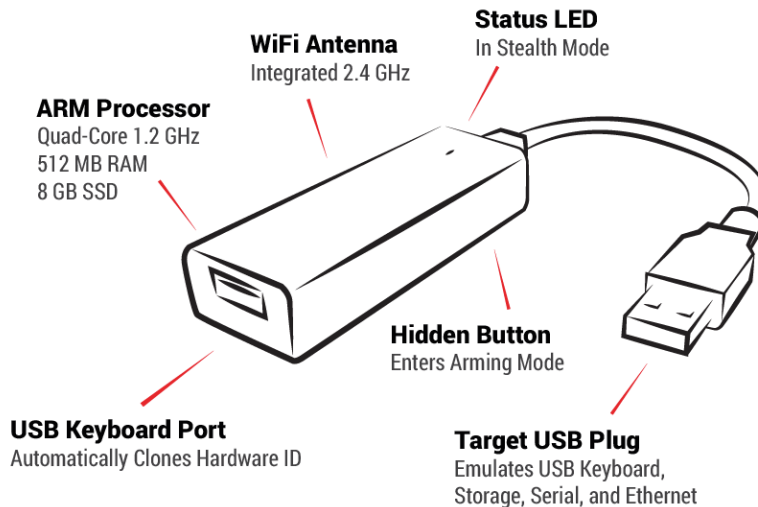 Status LED
In Stealth Mode
WiFi Antenna
Integrated 2.4 GHz
ARM Processor
Quad-Core 1.2 GHz
512 MB RAM
8 GB SSD
Hidden Button
Enters Arming Mode
USB Keyboard Port
Automatically Clones Hardware ID
Target USB Plug
Emulates USB Keyboard,
Storage, Serial, and Ethernet